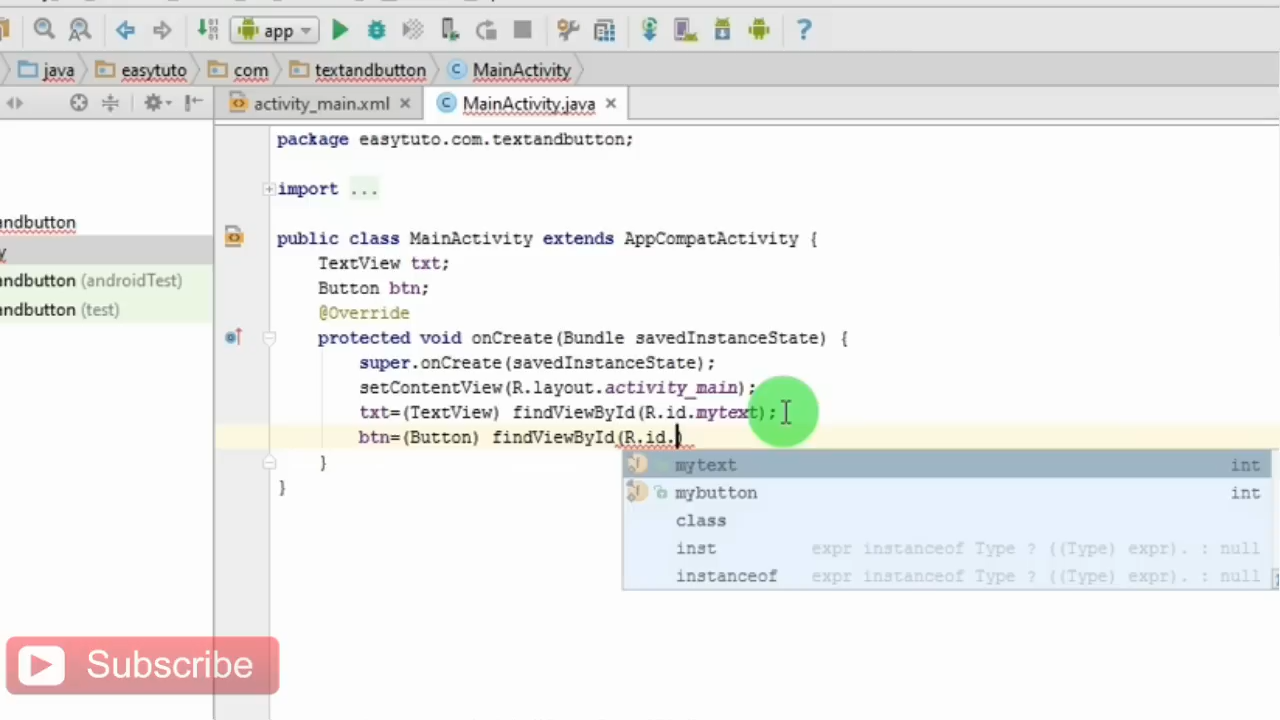 app
java
easytuto
com
textandbutton
MainActivity
activity_main.xml
MainActivity.java
package easytuto.com.textandbutton;
import ...
andbutton
public class MainActivity extends AppCompatActivity {
y
TextView txt;
andbutton (androidTest)
Button btn;
andbutton (test)
@Override
protected void onCreate(Bundle savedInstanceState) {
super.onCreate(savedInstanceState);
setContentView(R.layout.activity_main);
txt=(TextView) findViewById(R.id.mytext);
btn=(Button) findViewById(R.id.)
}
}
mytext int
mybutton int
class
inst expr instanceof Type ? ((Type) expr). : null
instanceof expr instanceof Type ? ((Type) expr). : null
Subscribe